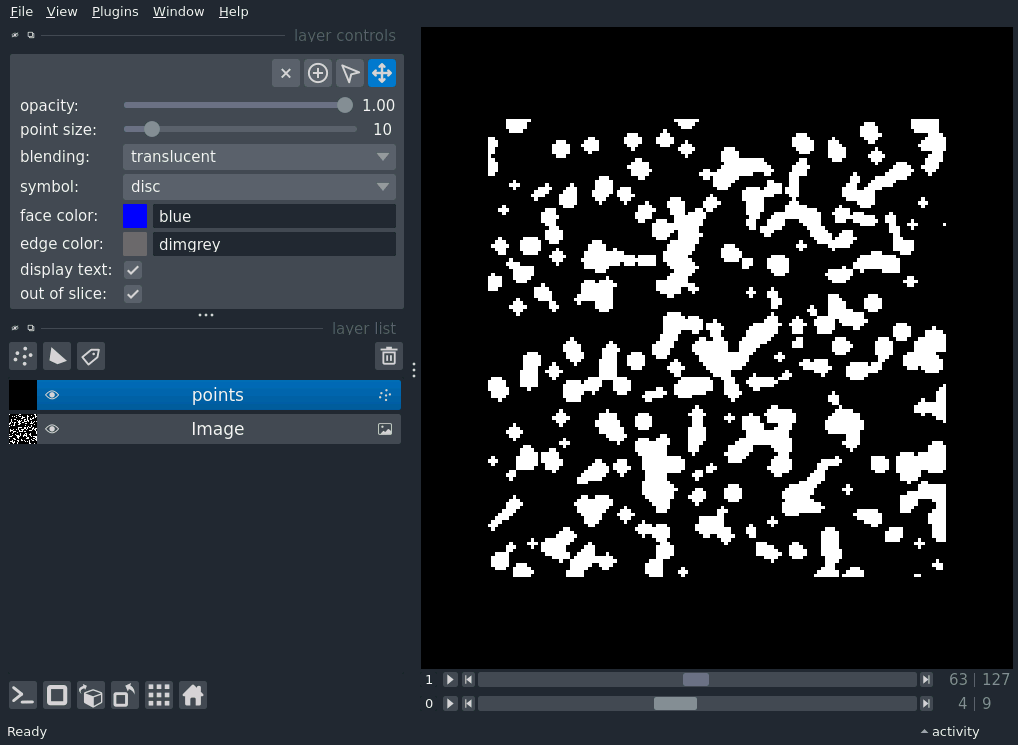 File View Plugins Window Help
layer controls
opacity: 1.00
point size: 10
blending: translucent
symbol: disc
face color: blue
edge color: dimgrey
display text:
out of slice:
layer list
points
Image
1 63 | 127
0 4 | 9
Ready activity